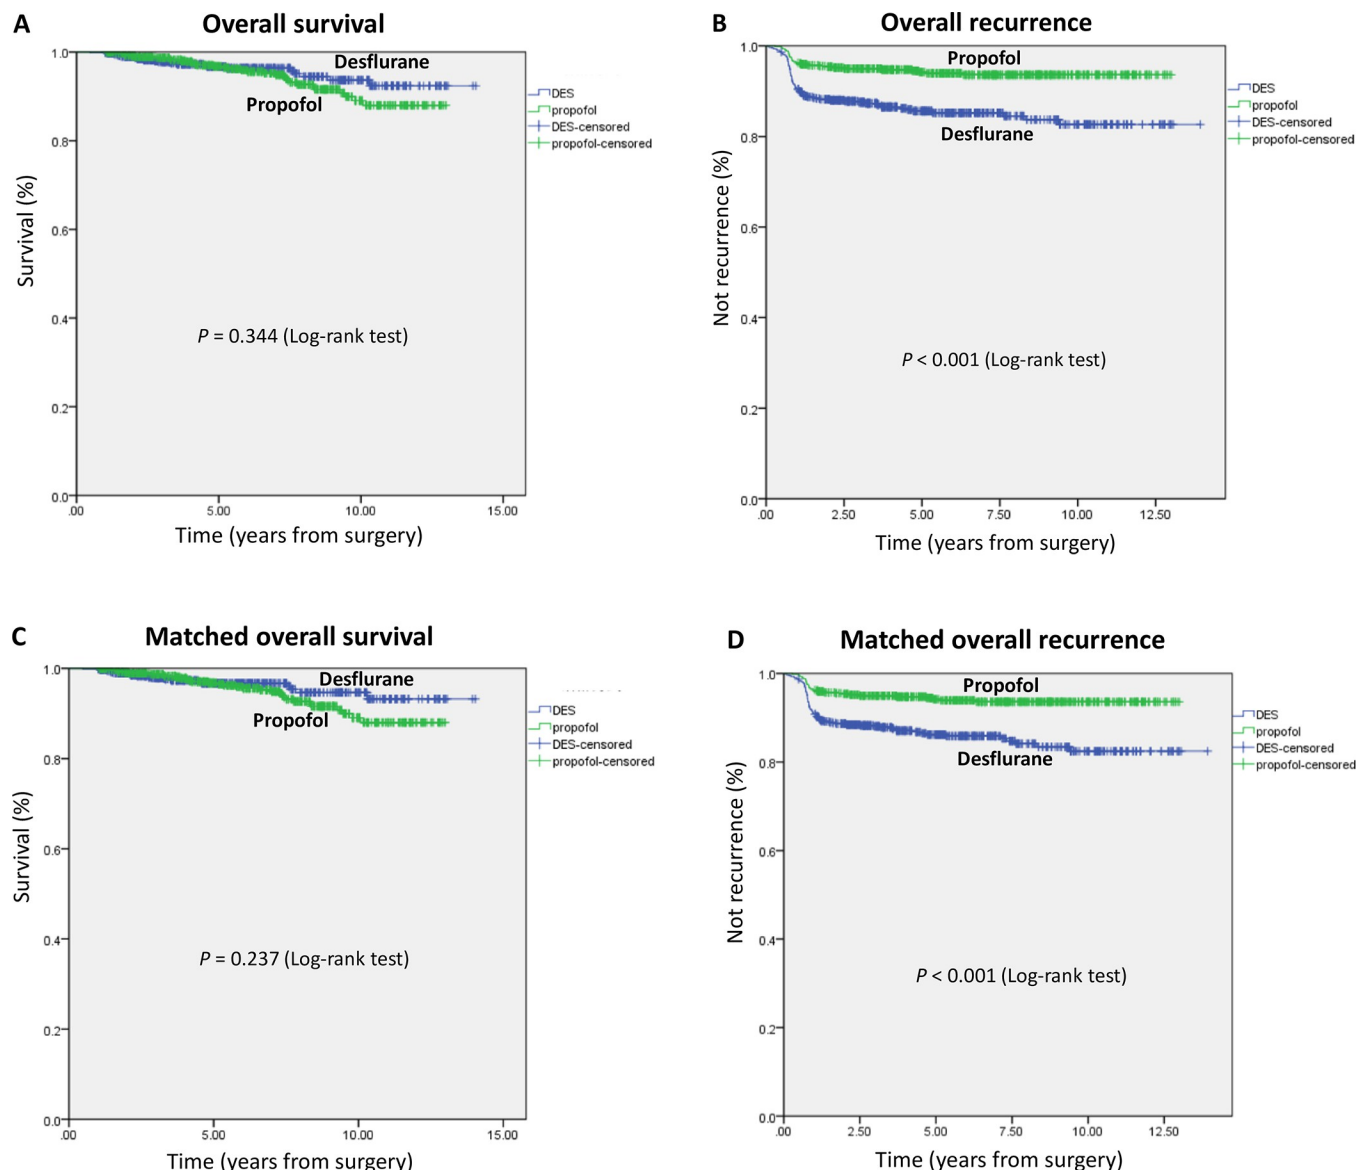 A
Overall survival
1.0
0.8
0.6
0.4
0.2
0.0
Survival (%)
Desflurane
Propofol
P = 0.344 (Log-rank test)
.00
5.00
10.00
15.00
Time (years from surgery)
DES
propofol
DES-censored
propofol-censored
B
Overall recurrence
1.0
0.8
0.6
0.4
0.2
0.0
Not recurrence (%)
Propofol
Desflurane
P < 0.001 (Log-rank test)
.00
2.50
5.00
7.50
10.00
12.50
Time (years from surgery)
DES
propofol
DES-censored
propofol-censored
C
Matched overall survival
1.0
0.8
0.6
0.4
0.2
0.0
Survival (%)
Desflurane
Propofol
P = 0.237 (Log-rank test)
.00
5.00
10.00
15.00
Time (years from surgery)
DES
propofol
DES-censored
propofol-censored
D
Matched overall recurrence
1.0
0.8
0.6
0.4
0.2
0.0
Not recurrence (%)
Propofol
Desflurane
P < 0.001 (Log-rank test)
.00
2.50
5.00
7.50
10.00
12.50
Time (years from surgery)
DES
propofol
DES-censored
propofol-censored